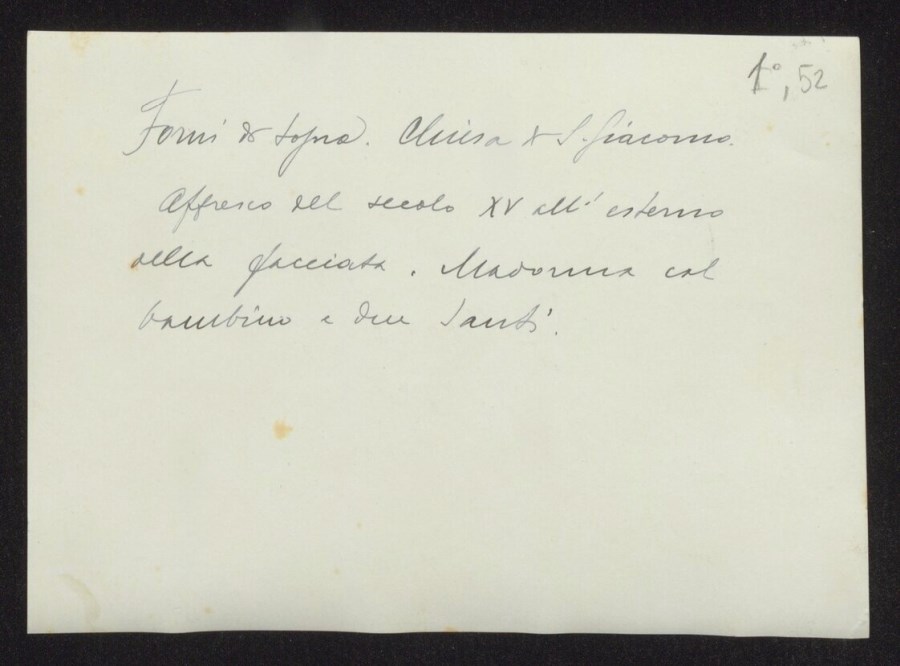 1°, 52
Forni di Sopra. Chiesa di S. Giacomo.
Affresco del secolo XV all'esterno
della facciata. Madonna col
bambino e due Santi.